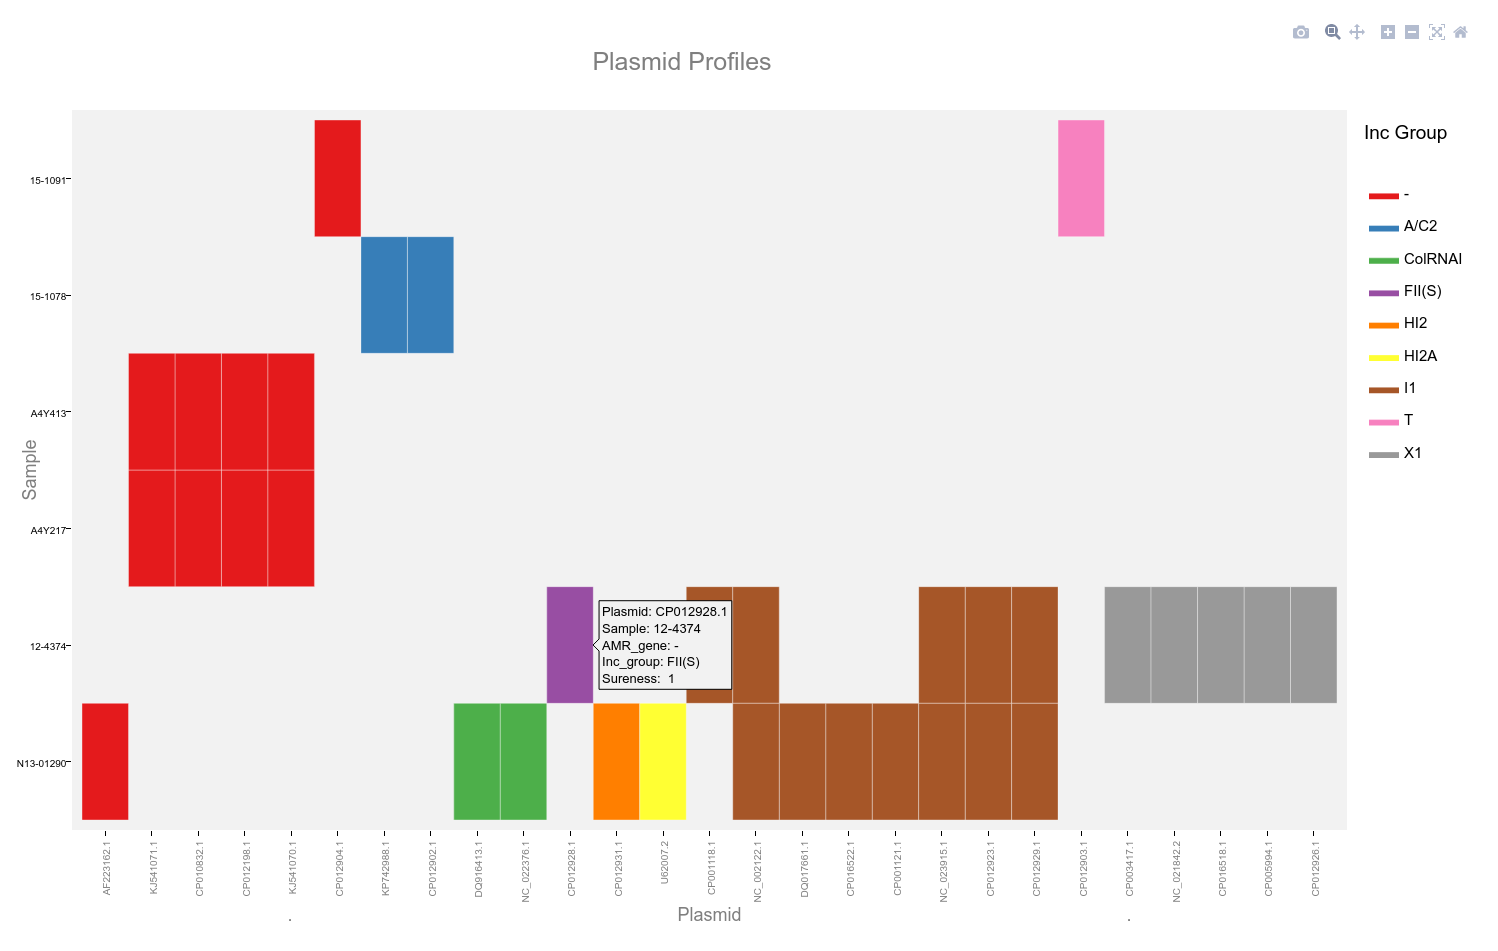 Plasmid Profiles
Inc Group
-
A/C2
ColRNAI
FII(S)
HI2
HI2A
I1
T
X1
Sample
15-1091
15-1078
A4Y413
A4Y217
12-4374
N13-01290
Plasmid: CP012928.1
Sample: 12-4374
AMR_gene: -
Inc_group: FII(S)
Sureness: 1
AF223162.1
KJ541071.1
CP010832.1
CP012198.1
KJ541070.1
CP012904.1
KP742988.1
CP012902.1
DQ916413.1
NC_022376.1
CP012928.1
CP012931.1
U62007.2
CP001118.1
NC_002122.1
DQ017661.1
CP016522.1
CP001121.1
NC_023915.1
CP012923.1
CP012929.1
CP012903.1
CP003417.1
NC_021842.2
CP016518.1
CP005994.1
CP012926.1
. Plasmid .